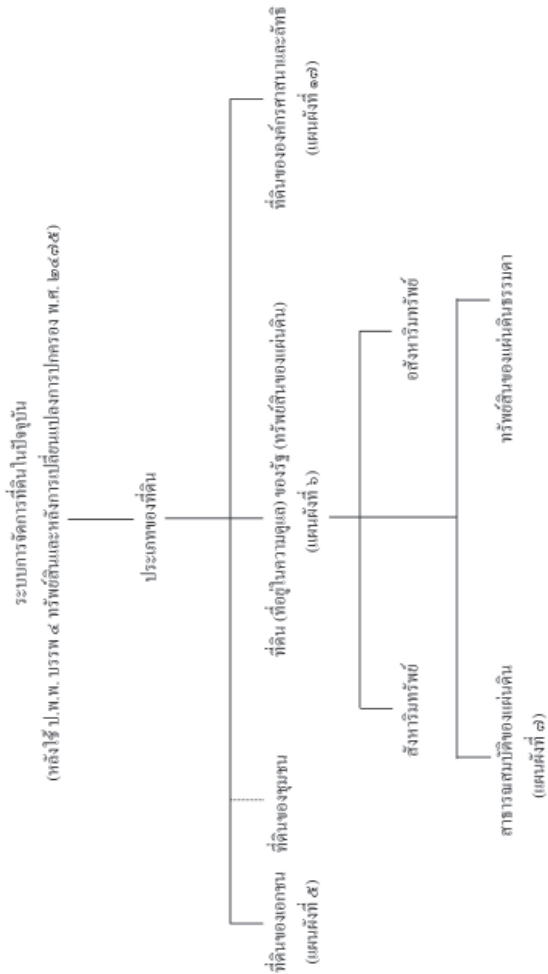 ระบบการจัดการที่ดินในปัจจุบัน
(หลังใช้ ป.พ.พ. บรรพ ๔ ทรัพย์สินและหลังการเปลี่ยนแปลงการปกครอง พ.ศ. ๒๔๗๕)
ประเภทของที่ดิน
ที่ดินของเอกชน
(แผนผังที่ ๕)
ที่ดินของชุมชน
ที่ดิน (ที่อยู่ในความดูแล) ของรัฐ (ทรัพย์สินของแผ่นดิน)
(แผนผังที่ ๖)
ที่ดินขององค์กรศาสนาและลัทธิ
(แผนผังที่ ๑๗)
สังหาริมทรัพย์
อสังหาริมทรัพย์
สาธารณสมบัติของแผ่นดิน
(แผนผังที่ ๗)
ทรัพย์สินของแผ่นดินธรรมดา